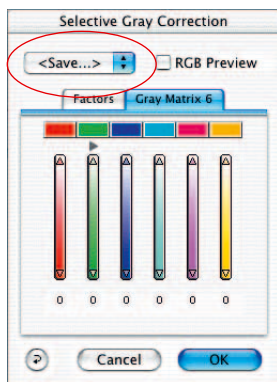 Selective Gray Correction
<Save...> RGB Preview
Factors Gray Matrix 6
0 0 0 0 0 0
Cancel OK